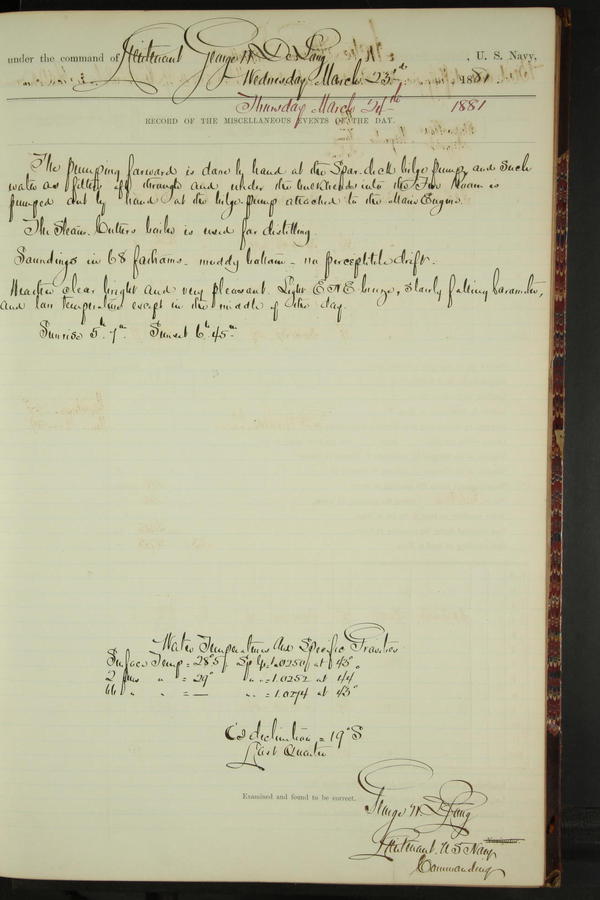 under the command of Lieutenant George W. De Long , U. S. Navy,
Wednesday March 23rd 1881.
Thursday March 24th 1881
RECORD OF THE MISCELLANEOUS EVENTS OF THE DAY.
The pumping forward is done by hand at the Spar deck bilge pump, and such
water as filters aft through and under the bulkheads into the Fire Room is
pumped out by hand at the bilge pump attached to the Main Engine.
The Steam Cutters boiler is used for distilling.
Soundings in 68 fathoms - muddy bottom - no perceptible drift.
Weather clear bright and very pleasant. Light E N E breeze, slowly falling barometer,
and low temperature except in the middle of the day.
Sunrise 5h. 7m Sunset 6h. 45m
Water Temperatures and Specific Gravities
Surface Temp = 28°5 Sp Gr. 1.0250 at 45°
2 fms " = 29° " " = 1.0252 at 44
66 " " = — " " = 1.0274 at 45°
declination = 19° S
Last Quarter
Examined and found to be correct.
George W. De Long
Lieutenant, U S Navy
Navigator.
Commanding